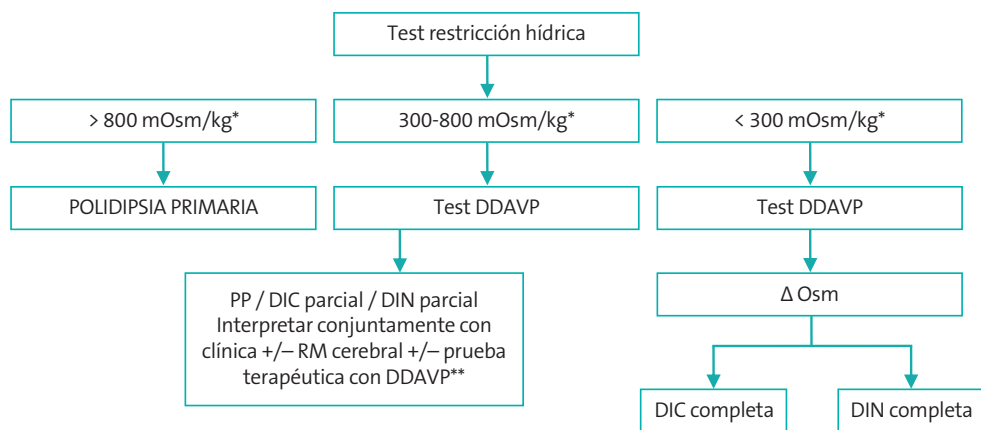 Test restricción hídrica
> 800 mOsm/kg*
300-800 mOsm/kg*
< 300 mOsm/kg*
POLIDIPSIA PRIMARIA
Test DDAVP
Test DDAVP
PP / DIC parcial / DIN parcial
Interpretar conjuntamente con
clínica +/– RM cerebral +/– prueba
terapéutica con DDAVP**
Δ Osm
DIC completa
DIN completa